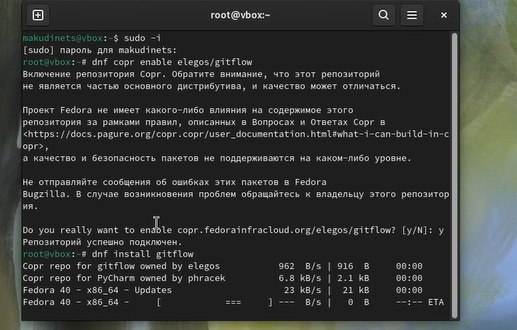 root@vbox:~
makudinets@vbox:~$ sudo -i
[sudo] пароль для makudinets:
root@vbox:~# dnf copr enable elegos/gitflow
Включение репозитория Copr. Обратите внимание, что этот репозиторий
не является частью основного дистрибутива, и качество может отличаться.
Проект Fedora не имеет какого-либо влияния на содержимое этого
репозитория за рамками правил, описанных в Вопросах и Ответах Copr в
<https://docs.pagure.org/copr.copr/user_documentation.html#what-i-can-build-in-c
opr>,
а качество и безопасность пакетов не поддерживаются на каком-либо уровне.
Не отправляйте сообщения об ошибках этих пакетов в Fedora
Bugzilla. В случае возникновения проблем обращайтесь к владельцу этого репозитор
ия.
Do you really want to enable copr.fedorainfracloud.org/elegos/gitflow? [y/N]: y
Репозиторий успешно подключен.
root@vbox:~# dnf install gitflow
Copr repo for gitflow owned by elegos 962 B/s | 916 B 00:00
Copr repo for PyCharm owned by phracek 6.8 kB/s | 2.1 kB 00:00
Fedora 40 - x86_64 - Updates 23 kB/s | 21 kB 00:00
Fedora 40 - x86_64 - [ === ] --- B/s | 0 B --:-- ETA